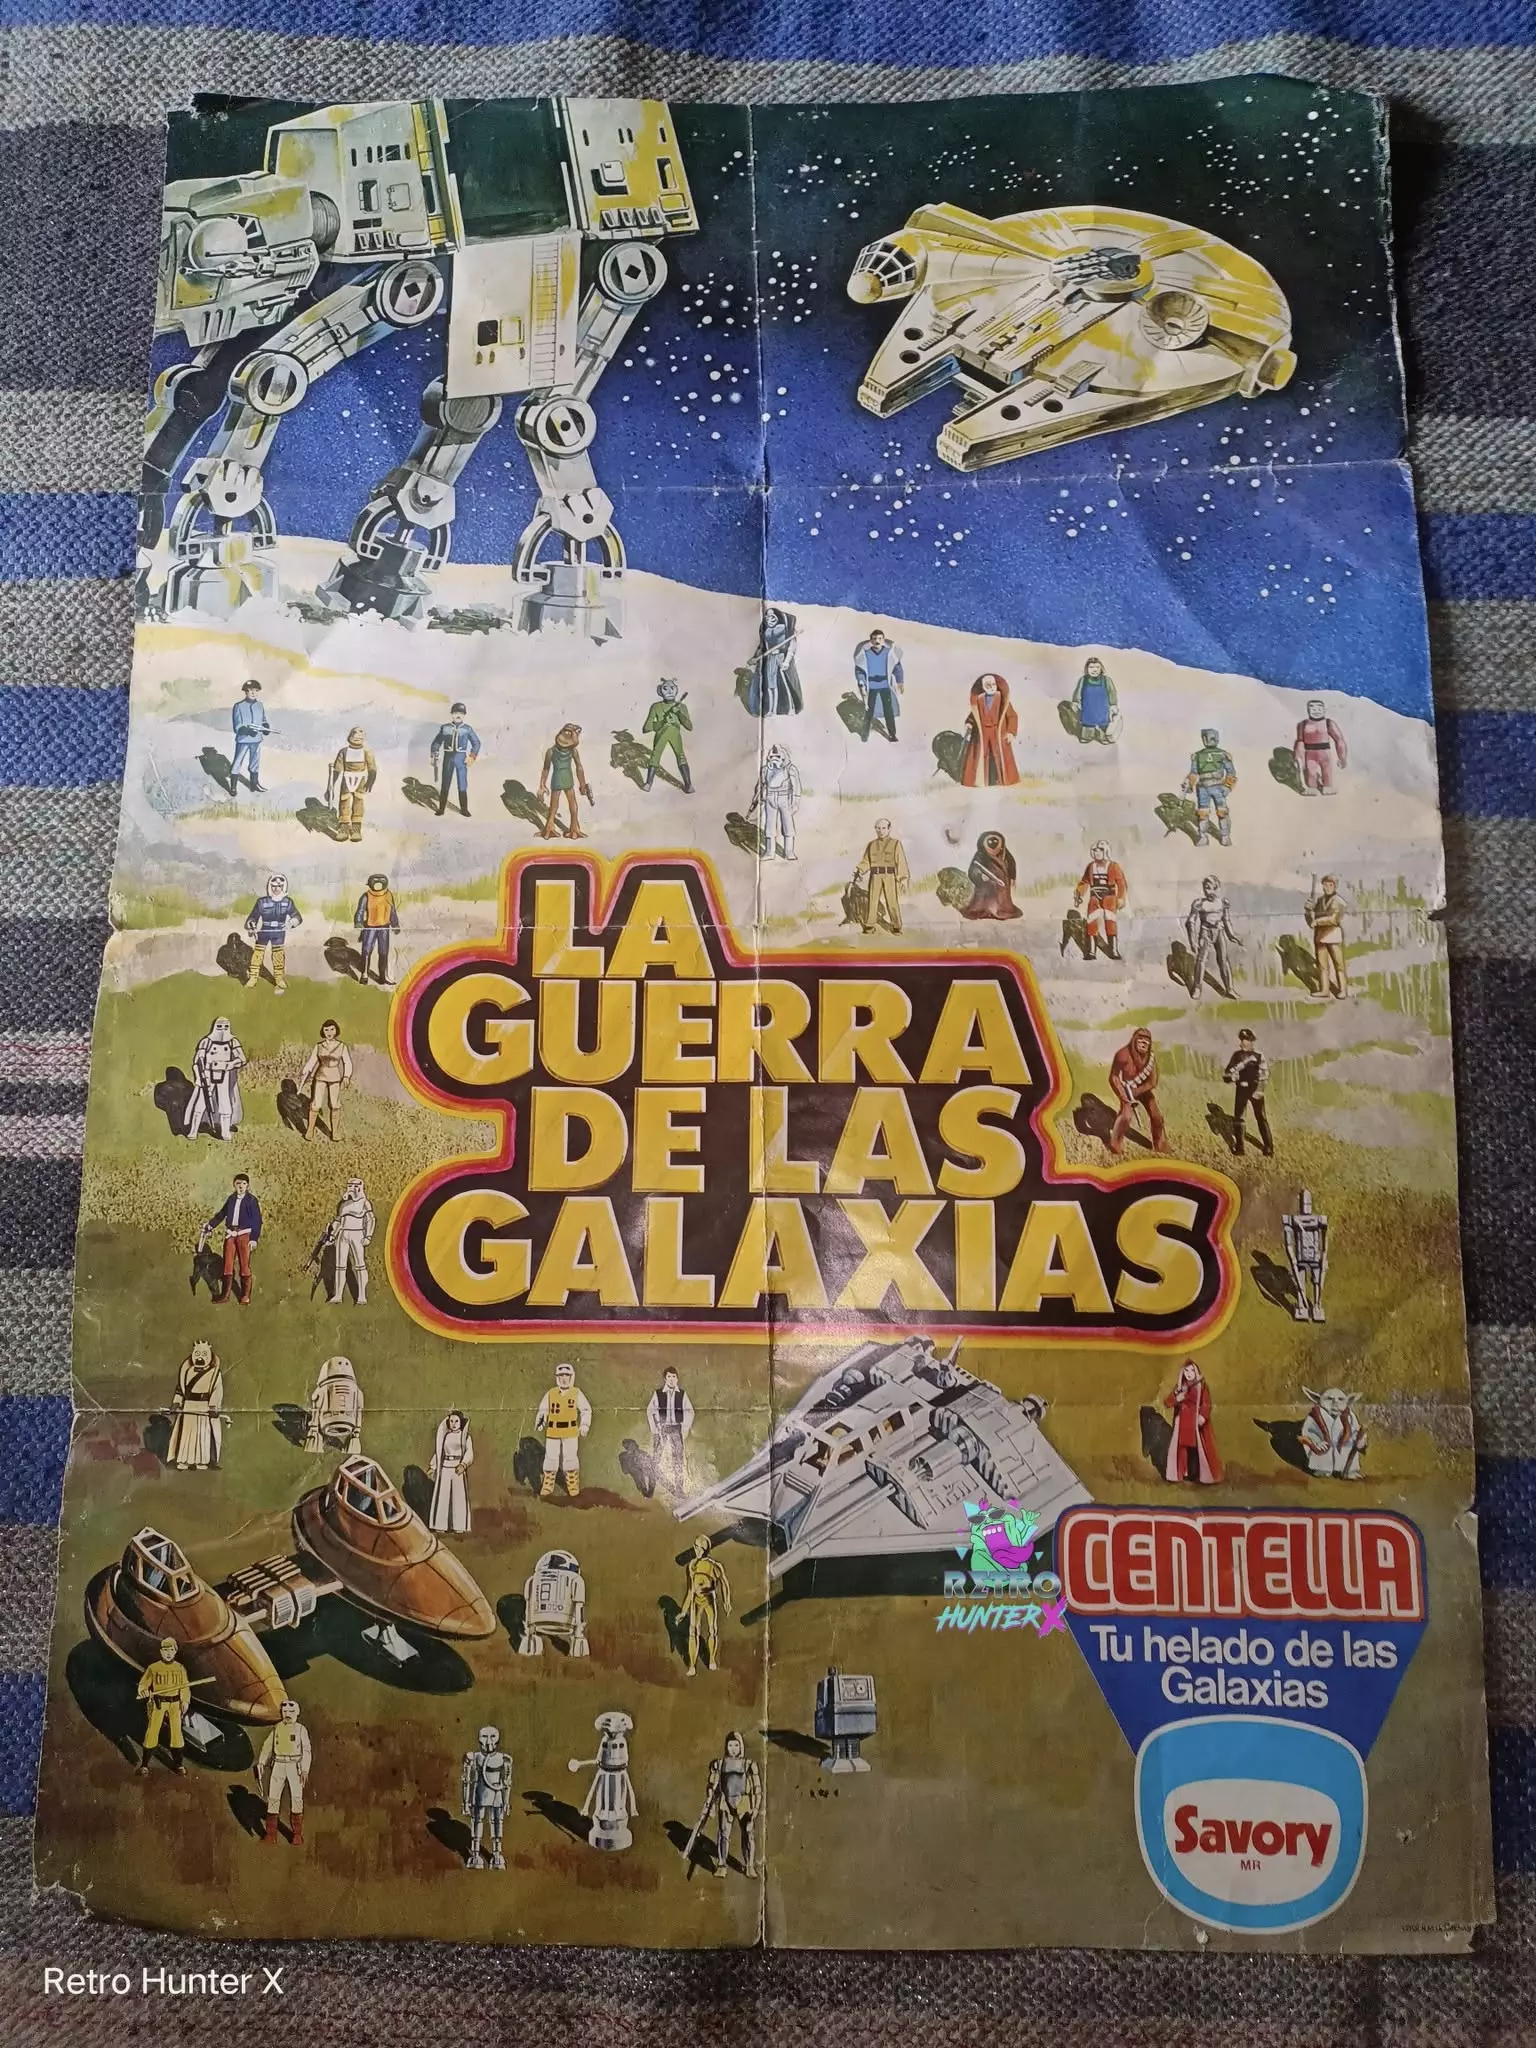 LA
GUERRA
DE LAS
GALAXIAS
CENTELLA
Tu helado de las
Galaxias
Savory
MR
RETRO
HUNTER X
Retro Hunter X